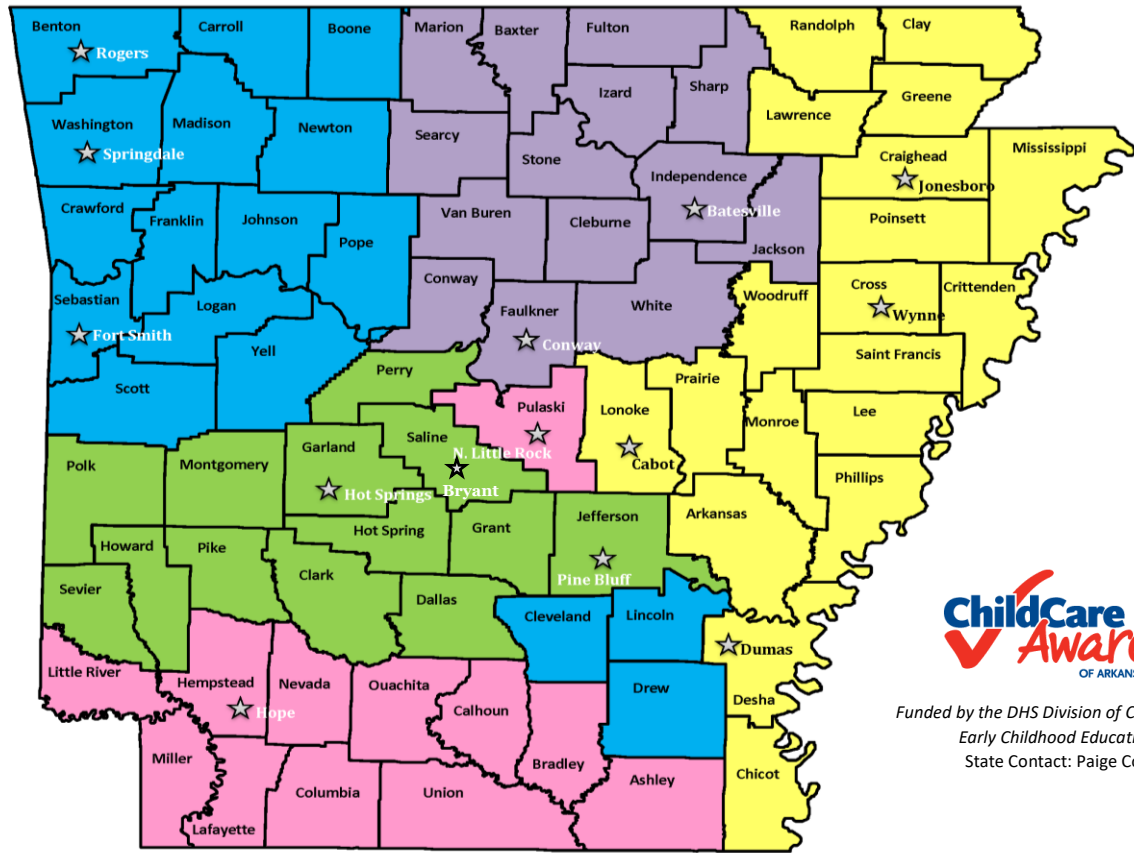 Benton
Carroll
Boone
Marion
Baxter
Fulton
Randolph
Clay
Rogers
Izard
Sharp
Lawrence
Greene
Washington
Madison
Newton
Searcy
Stone
Independence
Craighead
Mississippi
Springdale
Jonesboro
Crawford
Franklin
Johnson
Pope
Van Buren
Cleburne
Batesville
Jackson
Poinsett
Sebastian
Logan
Conway
Faulkner
White
Woodruff
Cross
Crittenden
Fort Smith
Yell
Conway
Wynne
Scott
Perry
Prairie
Saint Francis
Pulaski
Lonoke
Monroe
Lee
Polk
Montgomery
Garland
Saline
N. Little Rock
Cabot
Phillips
Hot Springs
Bryant
Howard
Pike
Hot Spring
Grant
Jefferson
Arkansas
Sevier
Clark
Dallas
Pine Bluff
Cleveland
Lincoln
Little River
Hempstead
Nevada
Ouachita
Calhoun
Drew
Dumas
Hope
Desha
Miller
Bradley
Ashley
Chicot
Lafayette
Columbia
Union
ChildCare
Aware
OF ARKANS
Funded by the DHS Division of C
Early Childhood Educati
State Contact: Paige Co